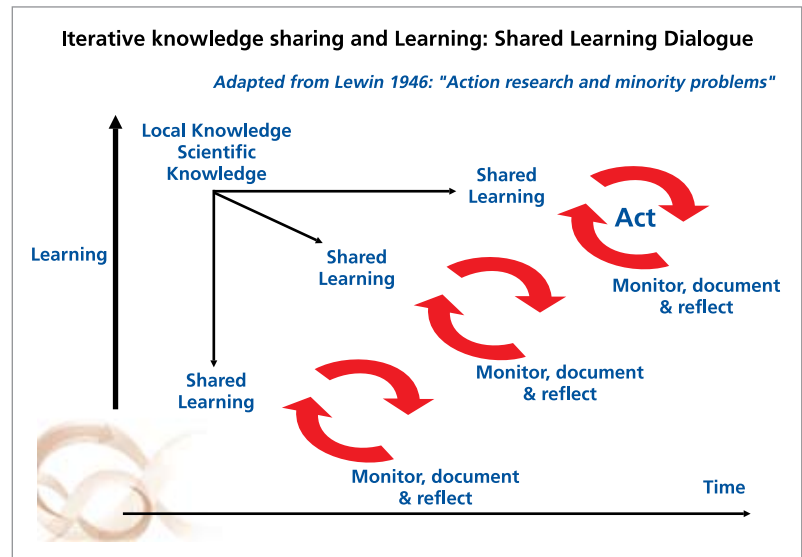 Iterative knowledge sharing and Learning: Shared Learning Dialogue
Adapted from Lewin 1946: "Action research and minority problems"
Local Knowledge
Scientific
Knowledge
Shared
Learning
Act
Learning
Shared
Learning
Monitor, document
& reflect
Shared
Learning
Monitor, document
& reflect
Monitor, document
& reflect
Time